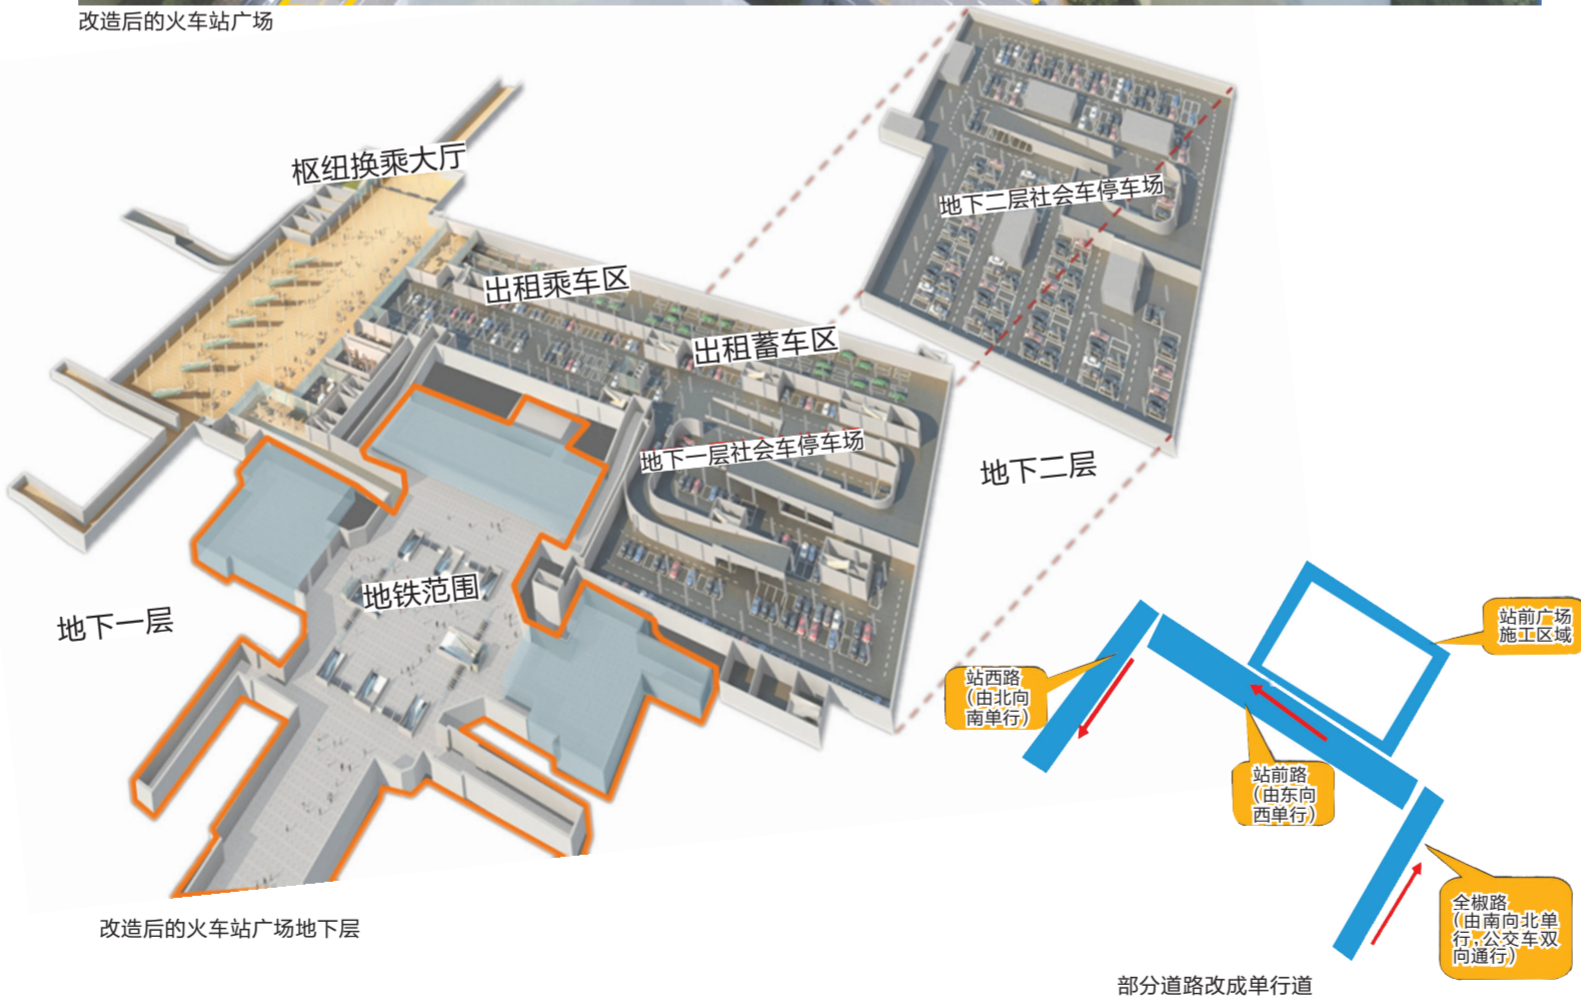 改造后的火车站广场
枢纽换乘大厅
地下二层社会车停车场
出租乘车区
出租蓄车区
地下一层社会车停车场
地下二层
地铁范围
地下一层
站前广场
施工区域
站西路
（由北向
南单行）
站前路
（由东向
西单行）
全椒路
（由南向北单
行,公交车双
向通行）
改造后的火车站广场地下层
部分道路改成单行道